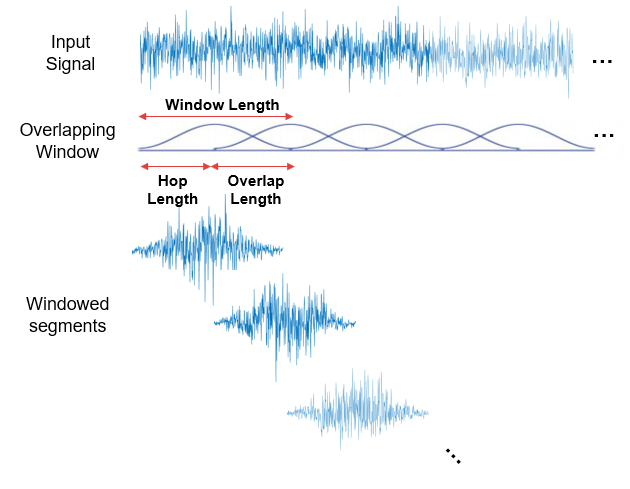 Input
Signal
...
Window Length
Overlapping
Window
...
Hop
Length
Overlap
Length
Windowed
segments
...